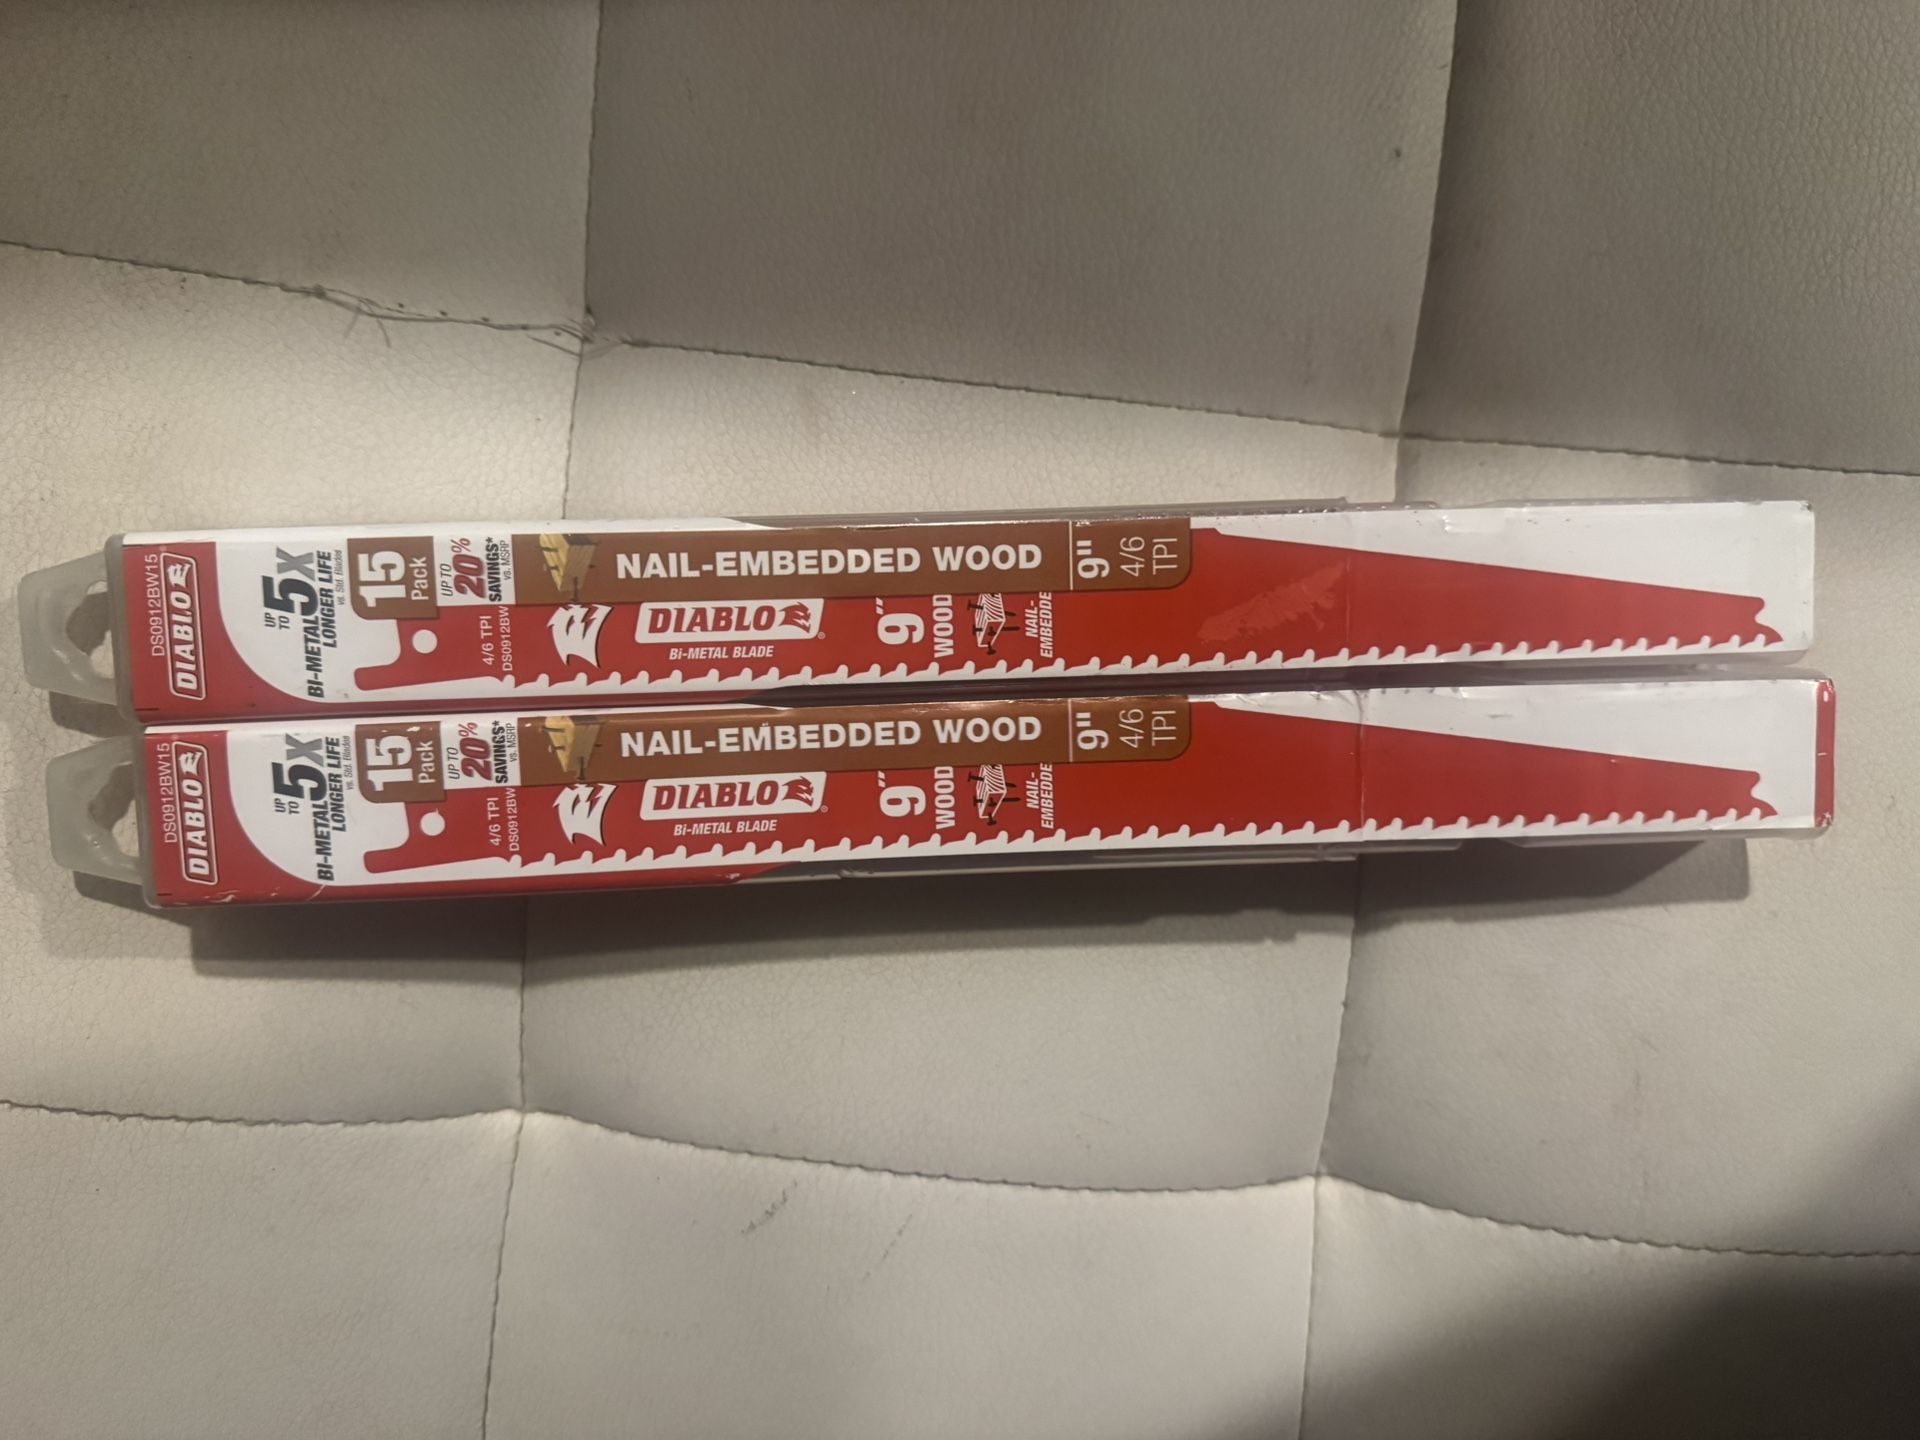 DS0912BW15
DIABLO
UP TO 5X
BI-METAL LONGER LIFE
vs. Std. Blades
15
Pack
UP TO
20%
SAVINGS*
vs. MSRP
4/6 TPI
DS0912BW
NAIL-EMBEDDED WOOD
9"
4/6
TPI
DIABLO®
Bi-METAL BLADE
9"
WOOD
NAIL-
EMBEDDE
DS0912BW15
DIABLO
UP TO 5X
BI-METAL LONGER LIFE
vs. Std. Blades
15
Pack
UP TO
20%
SAVINGS*
vs. MSRP
4/6 TPI
DS0912BW
NAIL-EMBEDDED WOOD
9"
4/6
TPI
DIABLO®
Bi-METAL BLADE
9"
WOOD
NAIL-
EMBEDDE